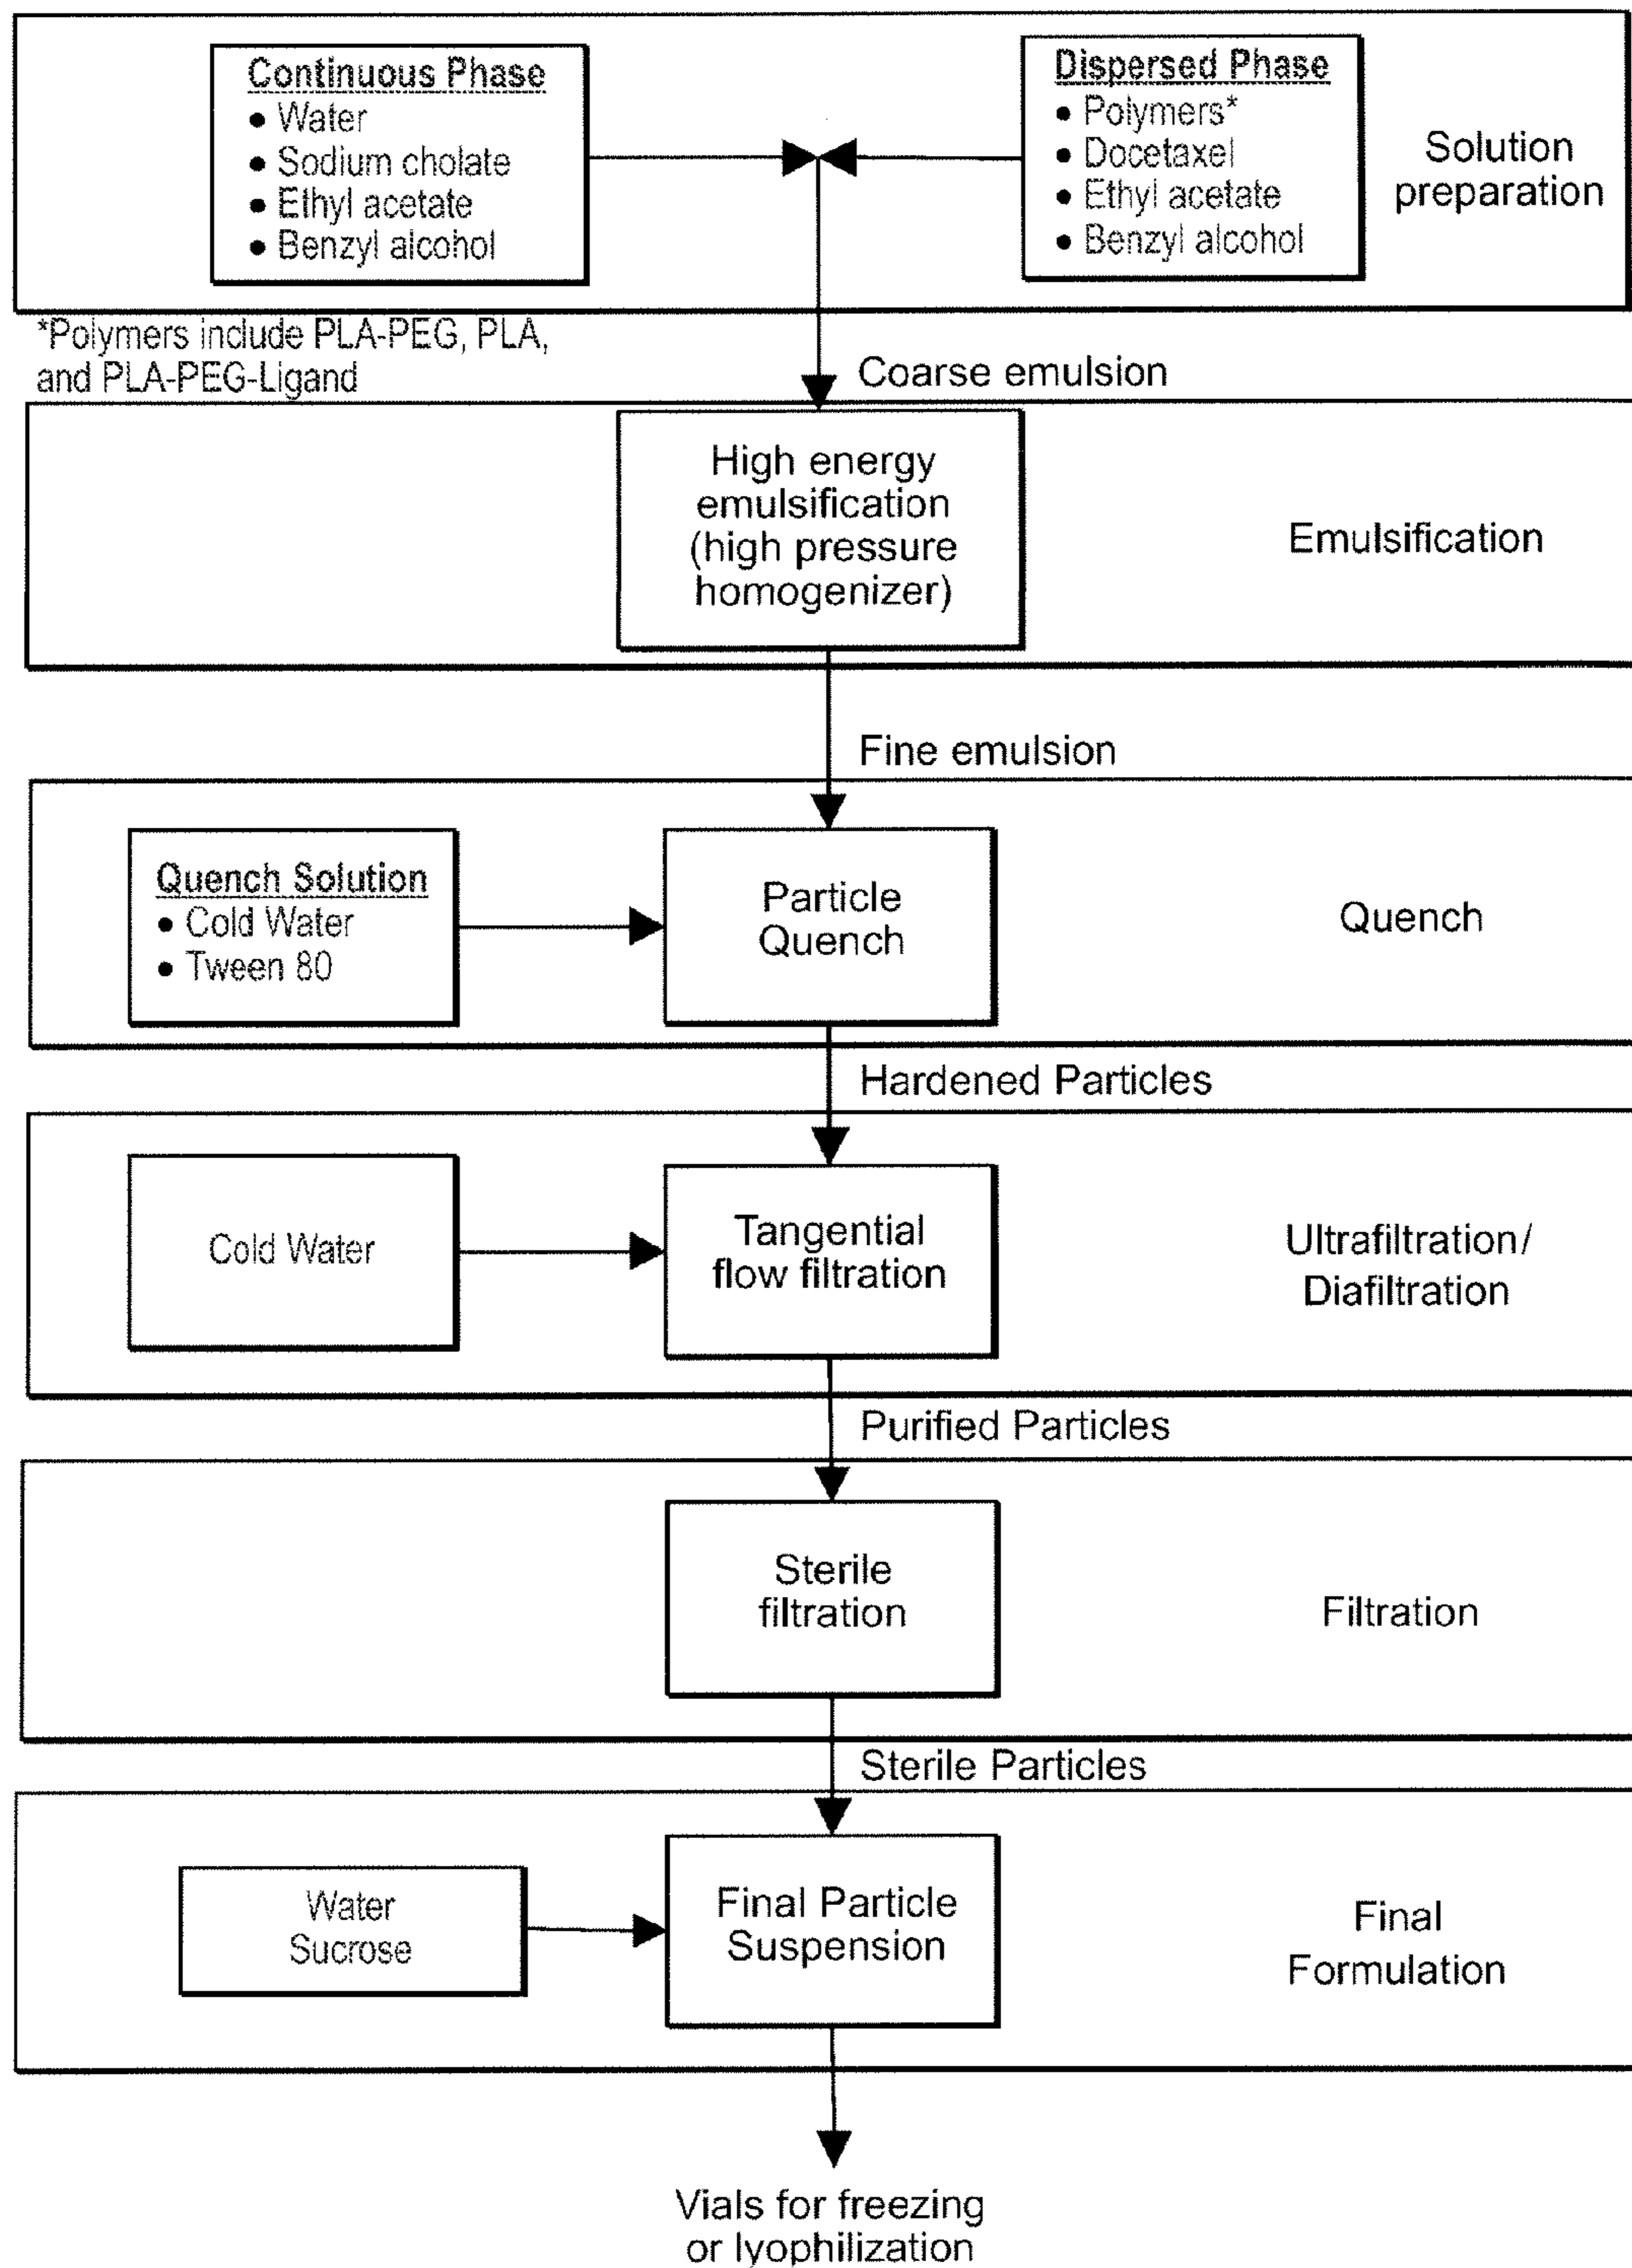 Continuous Phase
• Water
• Sodium cholate
• Ethyl acetate
• Benzyl alcohol
Dispersed Phase
• Polymers*
• Docetaxel
• Ethyl acetate
• Benzyl alcohol
Solution
preparation
*Polymers include PLA-PEG, PLA,
and PLA-PEG-Ligand
Coarse emulsion
High energy
emulsification
(high pressure
homogenizer)
Emulsification
Fine emulsion
Quench Solution
• Cold Water
• Tween 80
Particle
Quench
Quench
Hardened Particles
Cold Water
Tangential
flow filtration
Ultrafiltration/
Diafiltration
Purified Particles
Sterile
filtration
Filtration
Sterile Particles
Water
Sucrose
Final Particle
Suspension
Final
Formulation
Vials for freezing
or lyophilization